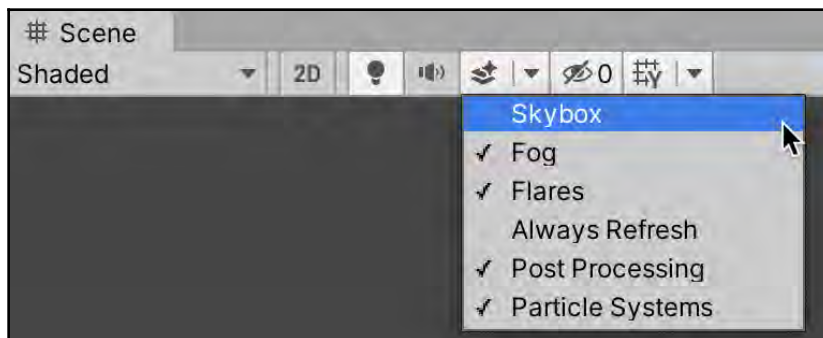 Scene
Shaded 2D 0 Y
Skybox
Fog
Flares
Always Refresh
Post Processing
Particle Systems